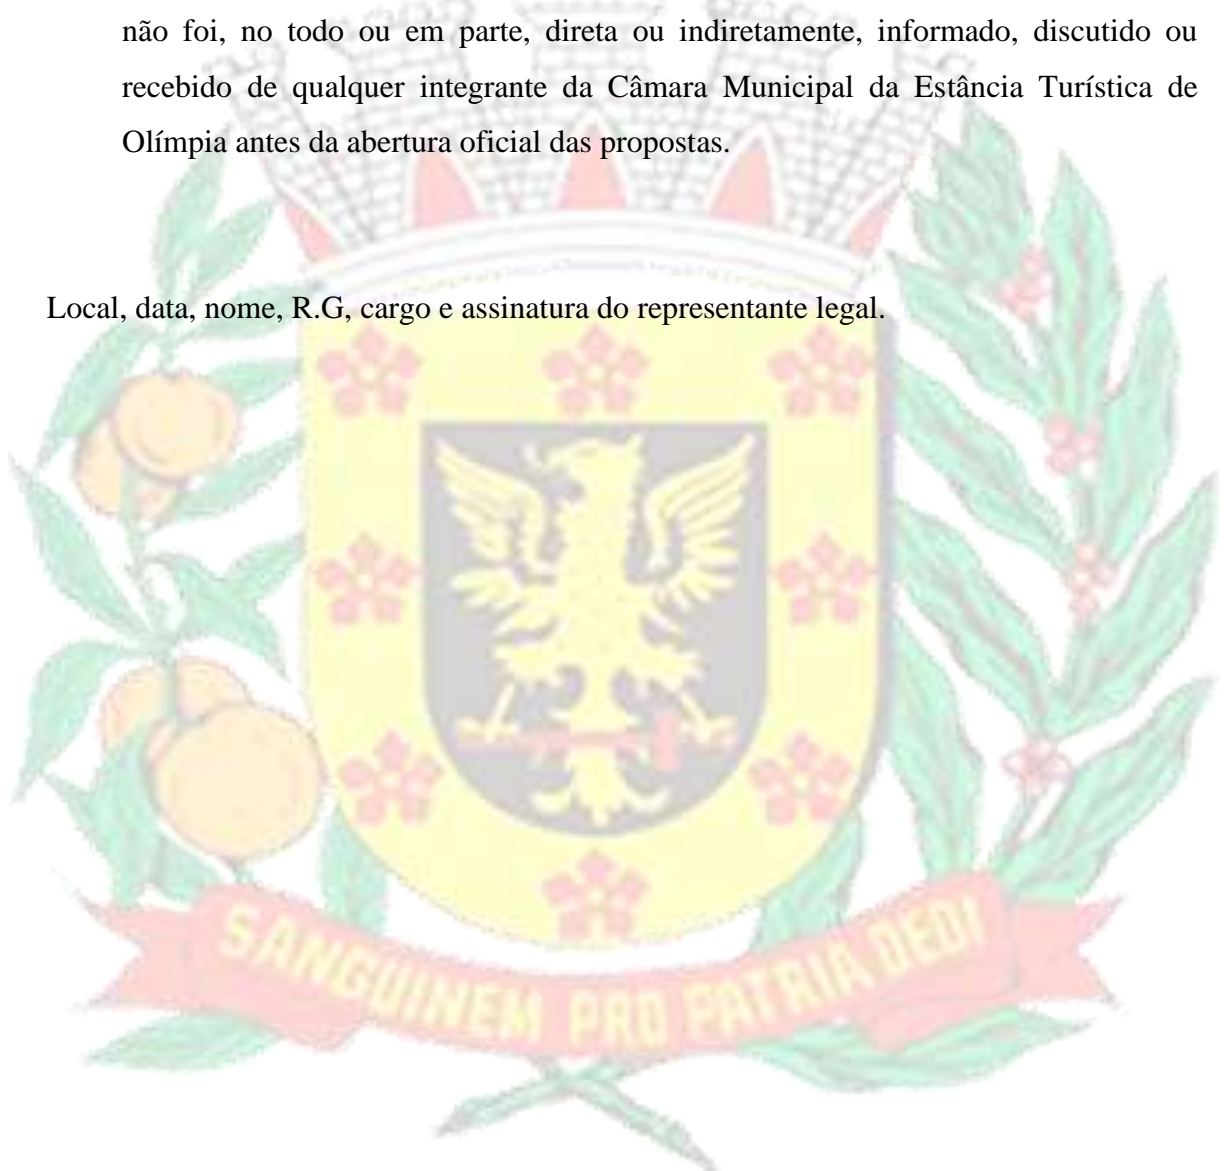 não foi, no todo ou em parte, direta ou indiretamente, informado, discutido ou
recebido de qualquer integrante da Câmara Municipal da Estância Turística de
Olímpia antes da abertura oficial das propostas.
Local, data, nome, R.G, cargo e assinatura do representante legal.
SANGUINEM PRO PATRIA DEDI